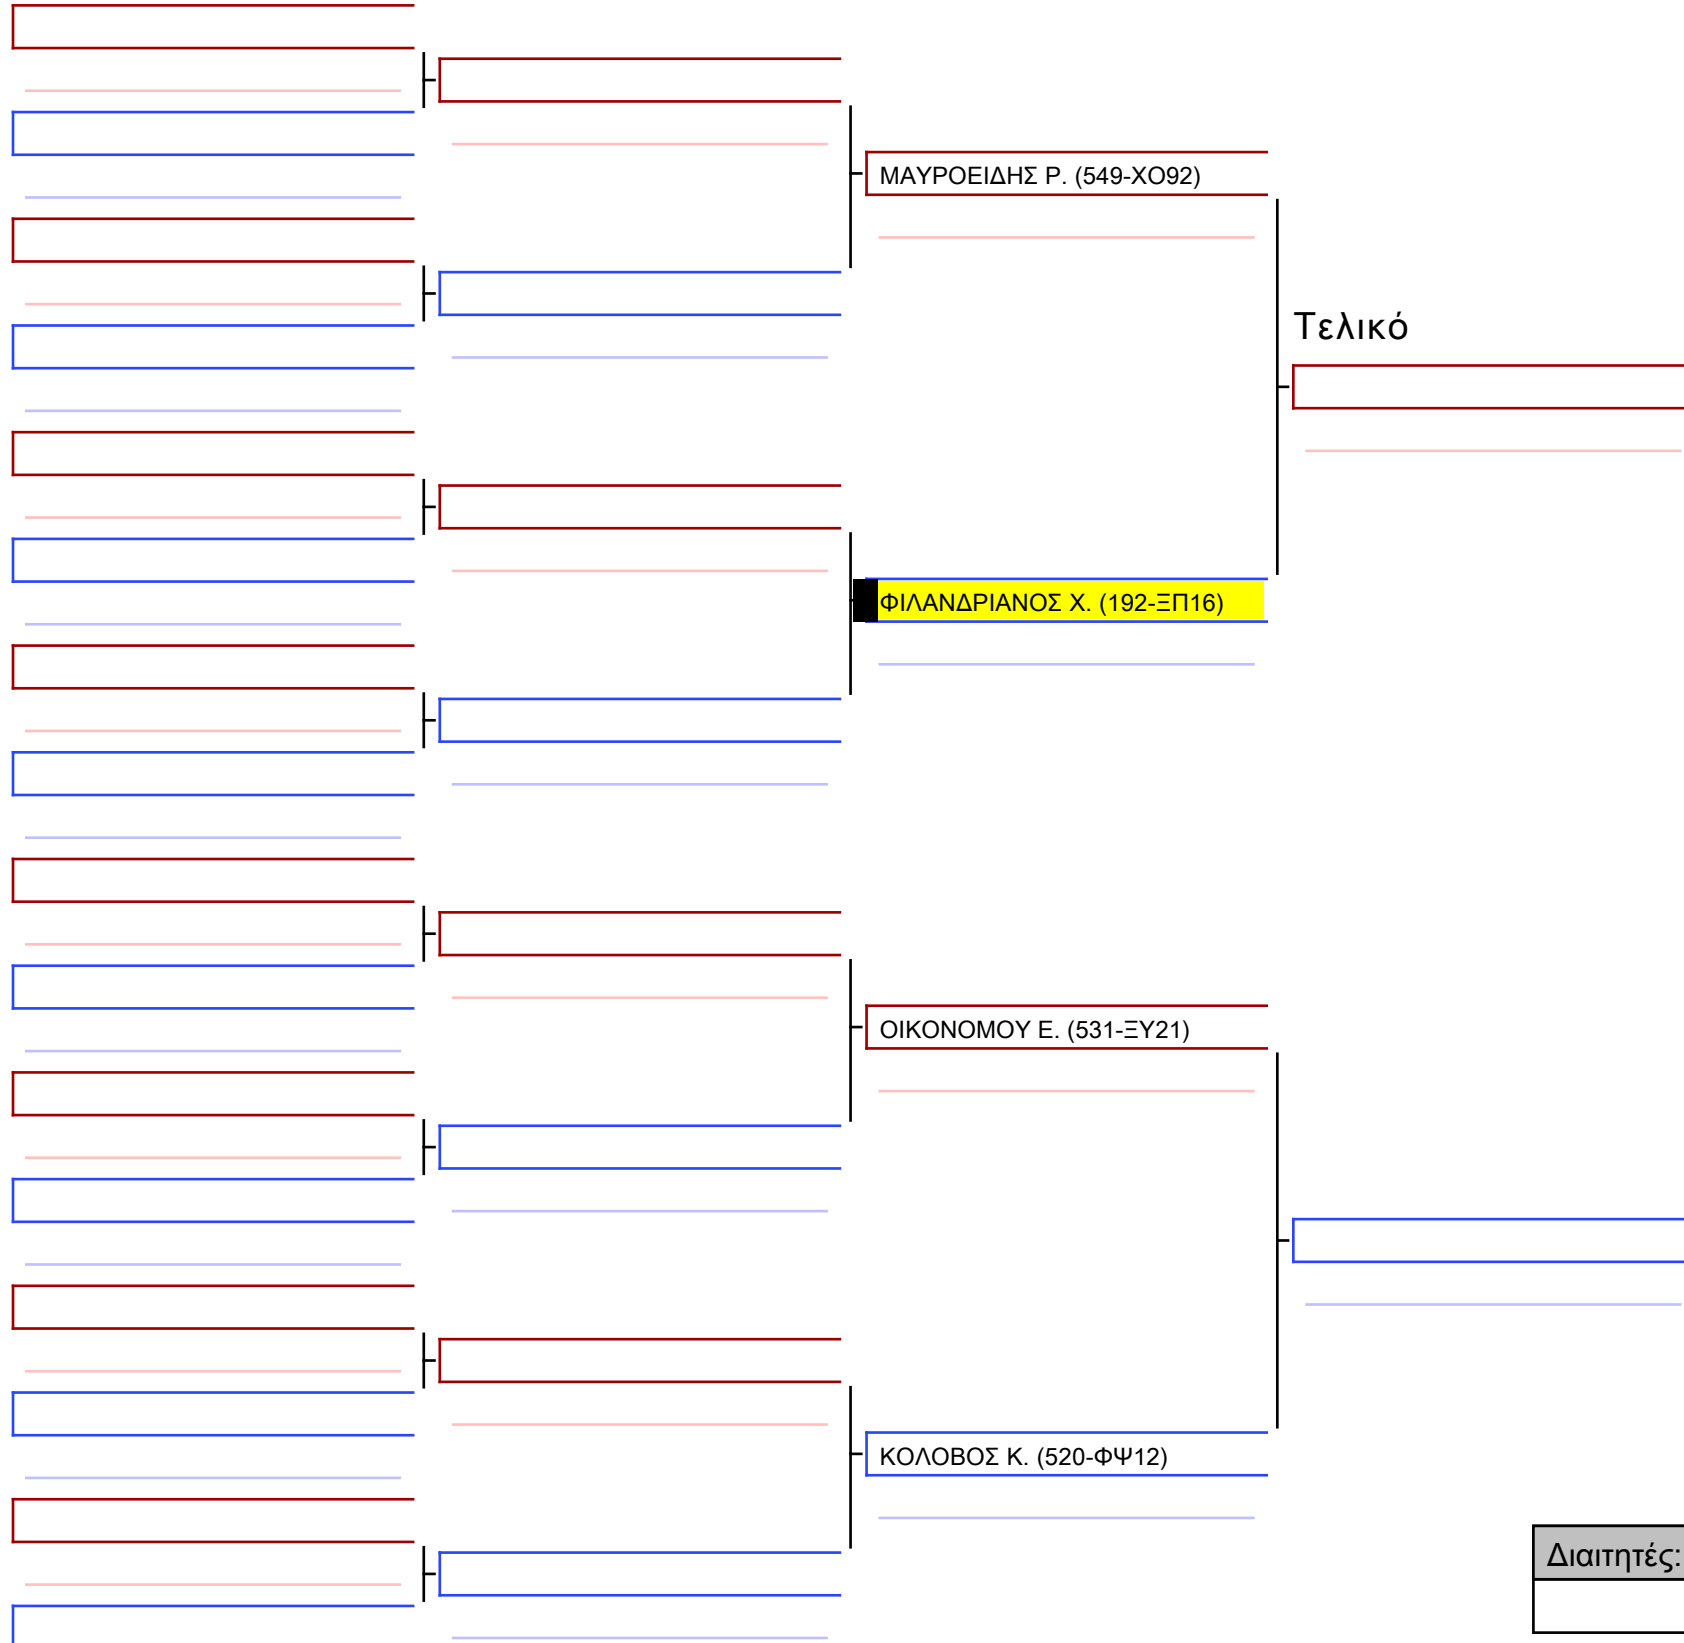 ΜΑΥΡΟΕΙΔΗΣ Ρ. (549-ΧΟ92)
Τελικό
ΦΙΛΑΝΔΡΙΑΝΟΣ Χ. (192-ΞΠ16)
ΟΙΚΟΝΟΜΟΥ Ε. (531-ΞΥ21)
ΚΟΛΟΒΟΣ Κ. (520-ΦΨ12)
Διαιτητές: